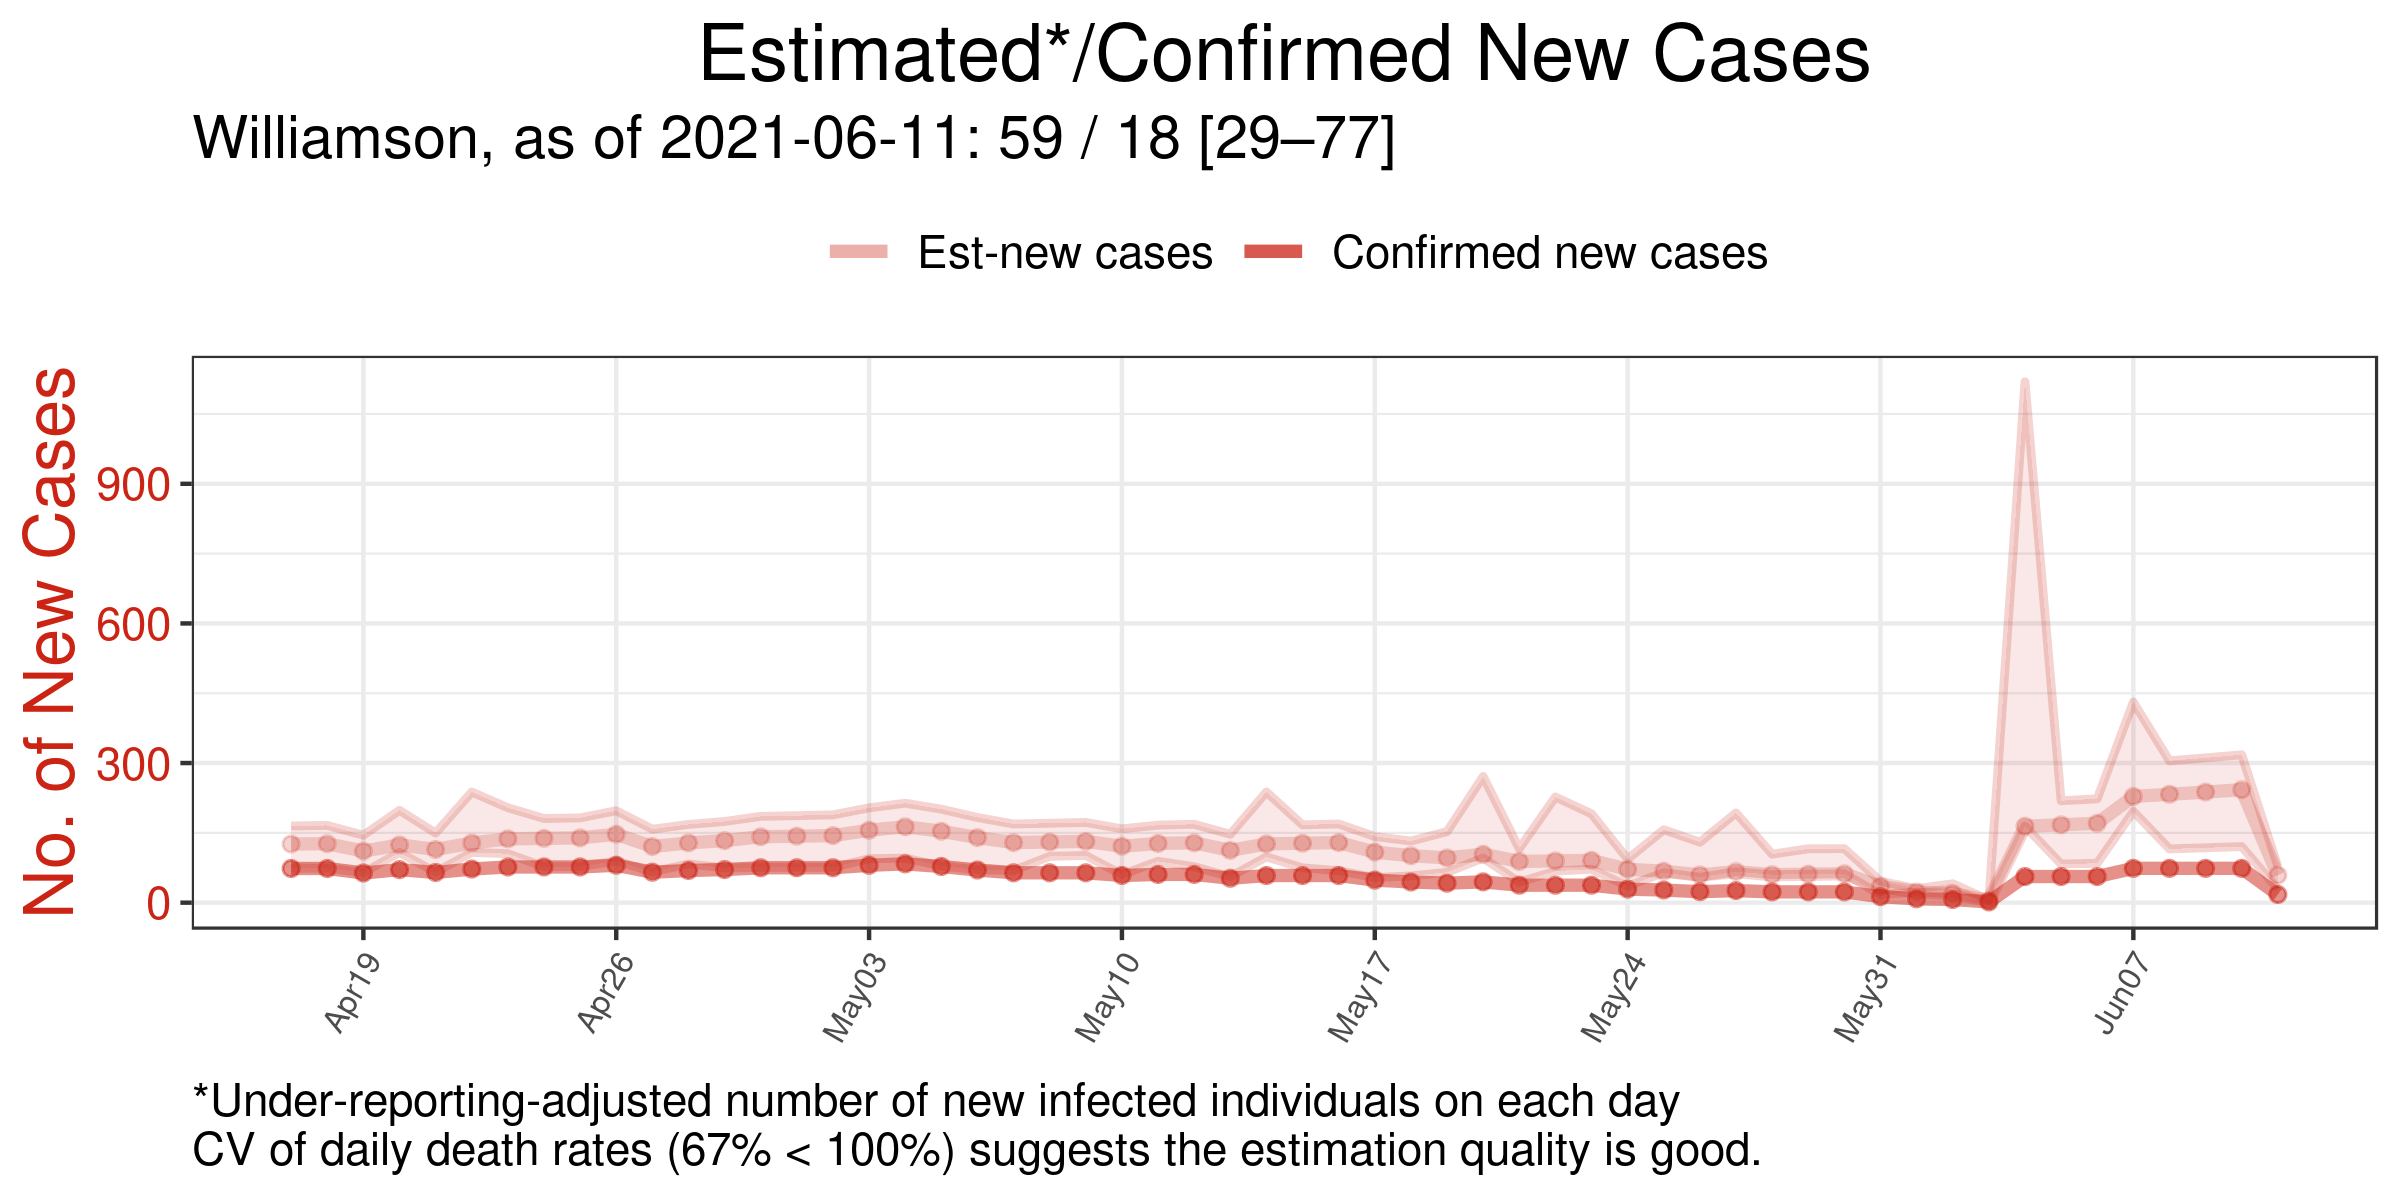 Estimated*/Confirmed New Cases
Williamson, as of 2021-06-11: 59 / 18 [29–77]
Est-new cases
Confirmed new cases
No. of New Cases
900
600
300
0
Apr19
Apr26
May03
May10
May17
May24
May31
Jun07
*Under-reporting-adjusted number of new infected individuals on each day
CV of daily death rates (67% < 100%) suggests the estimation quality is good.